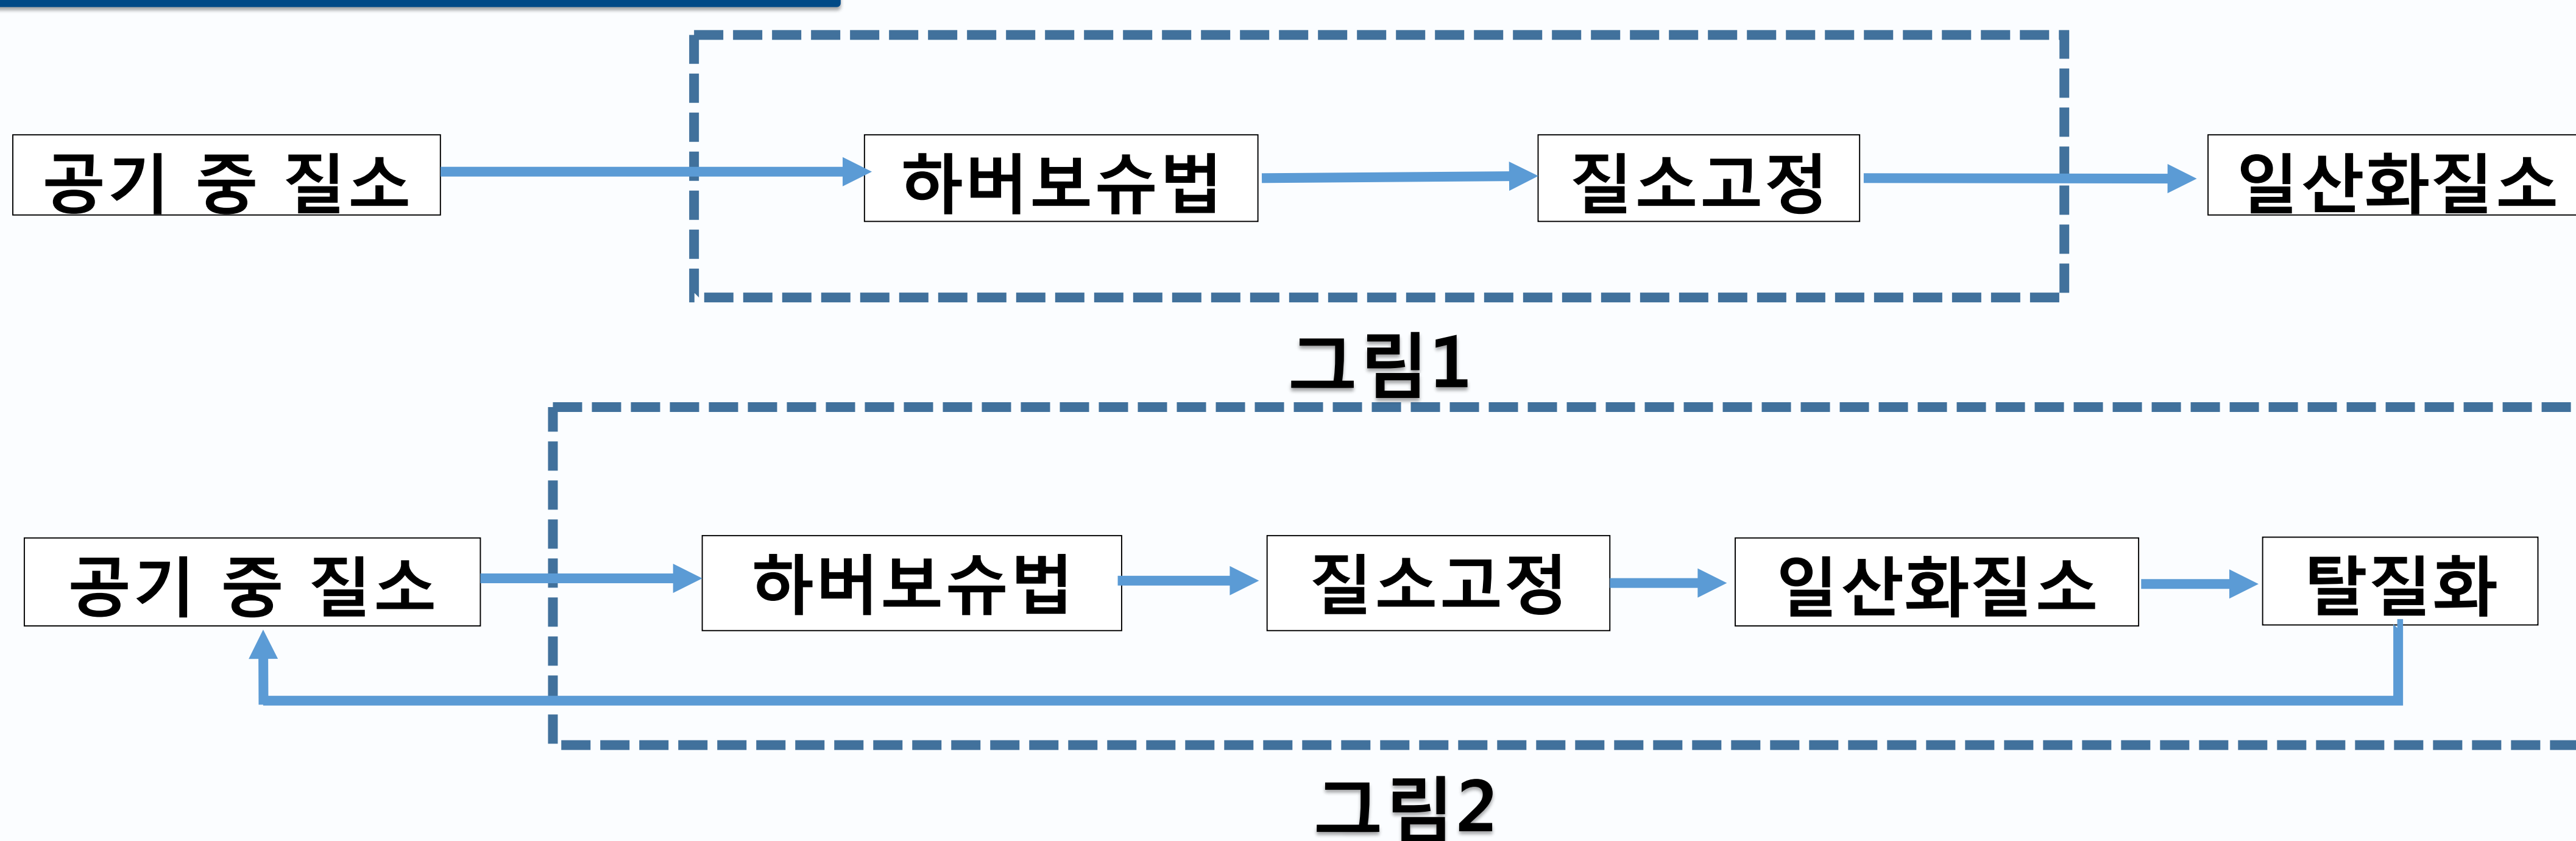 공기 중 질소
하버보슈법
질소고정
일산화질소
그림1
공기 중 질소
하버보슈법
질소고정
일산화질소
탈질화
그림2